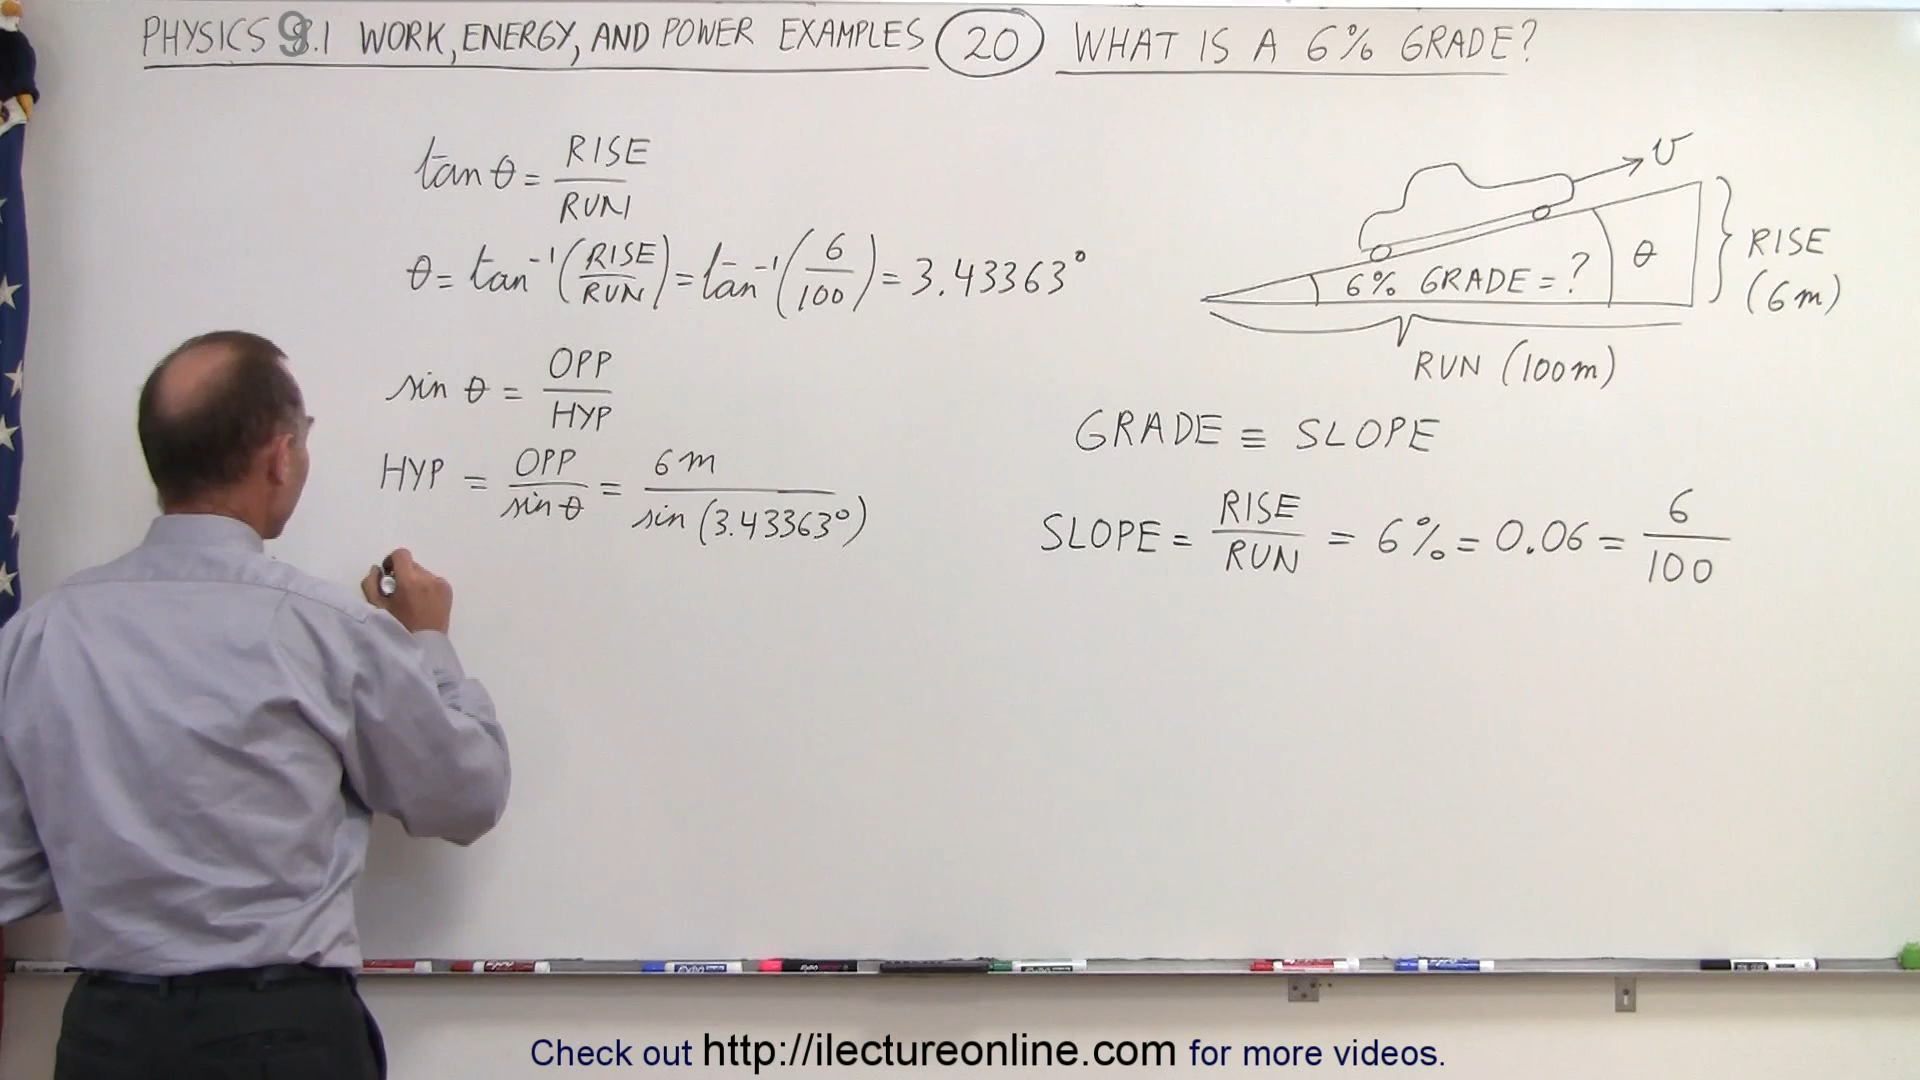 PHYSICS 9.1 WORK, ENERGY, AND POWER EXAMPLES 20 WHAT IS A 6% GRADE?
tan θ = RISE / RUN
θ = tan⁻¹(RISE / RUN) = tan⁻¹(6 / 100) = 3.43363°
sin θ = OPP / HYP
HYP = OPP / sin θ = 6 m / sin (3.43363°)
υ
θ
6% GRADE = ?
RISE
(6 m)
RUN (100 m)
GRADE ≡ SLOPE
SLOPE = RISE / RUN = 6% = 0.06 = 6 / 100
Check out http://ilectureonline.com for more videos.